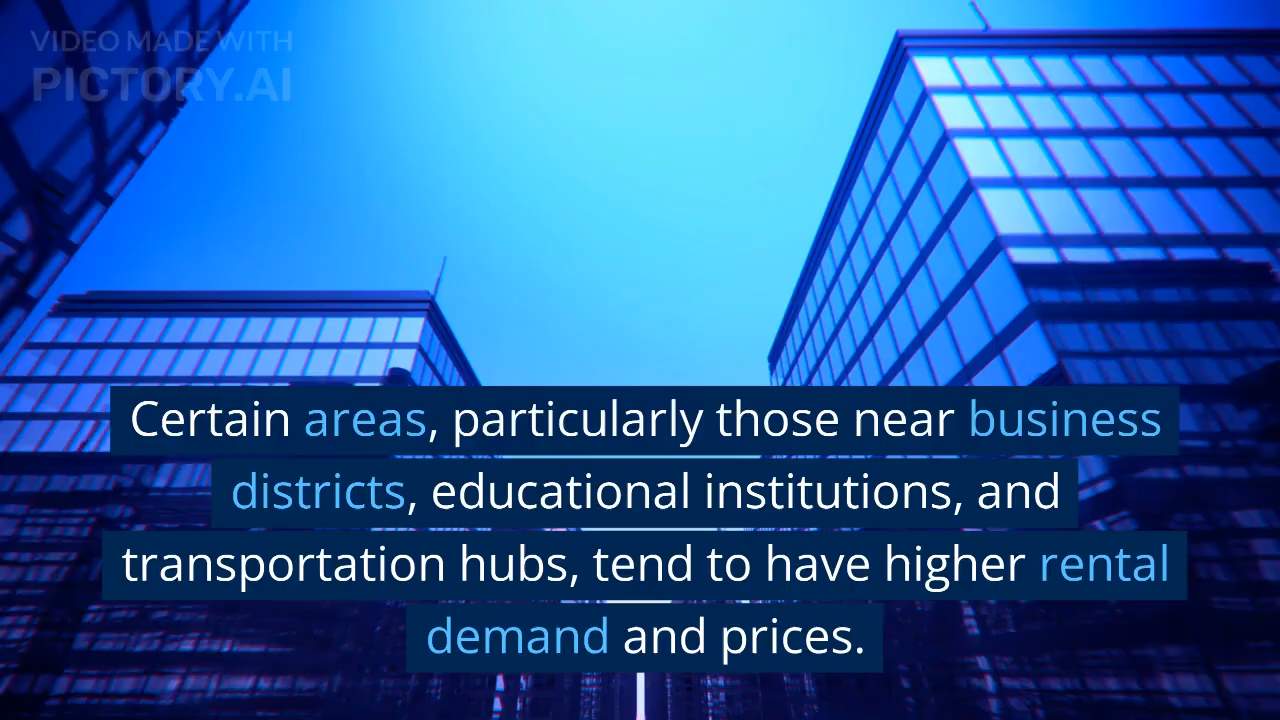 VIDEO MADE WITH
PICTORY.AI
Certain areas, particularly those near business
districts, educational institutions, and
transportation hubs, tend to have higher rental
demand and prices.